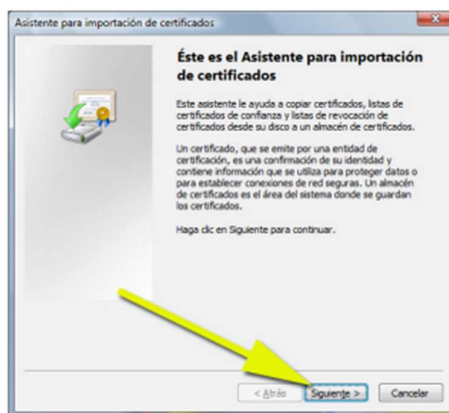 Asistente para importación de certificados
Éste es el Asistente para importación
de certificados
Este asistente le ayuda a copiar certificados, listas de
certificados de confianza y listas de revocación de
certificados desde su disco a un almacén de certificados.
Un certificado, que se emite por una entidad de
certificación, es una confirmación de su identidad y
contiene información que se utiliza para proteger datos o
para establecer conexiones de red seguras. Un almacén
de certificados es el área del sistema donde se guardan
los certificados.
Haga clic en Siguiente para continuar.
< Atrás Siguiente > Cancelar